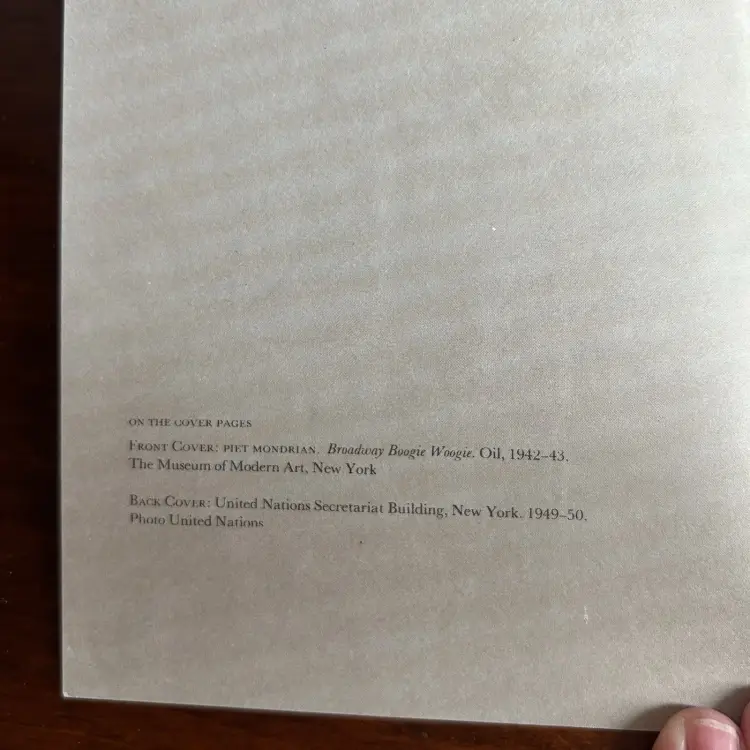 ON THE COVER PAGES
FRONT COVER: PIET MONDRIAN. Broadway Boogie Woogie. Oil, 1942–43.
The Museum of Modern Art, New York
BACK COVER: United Nations Secretariat Building, New York. 1949–50.
Photo United Nations